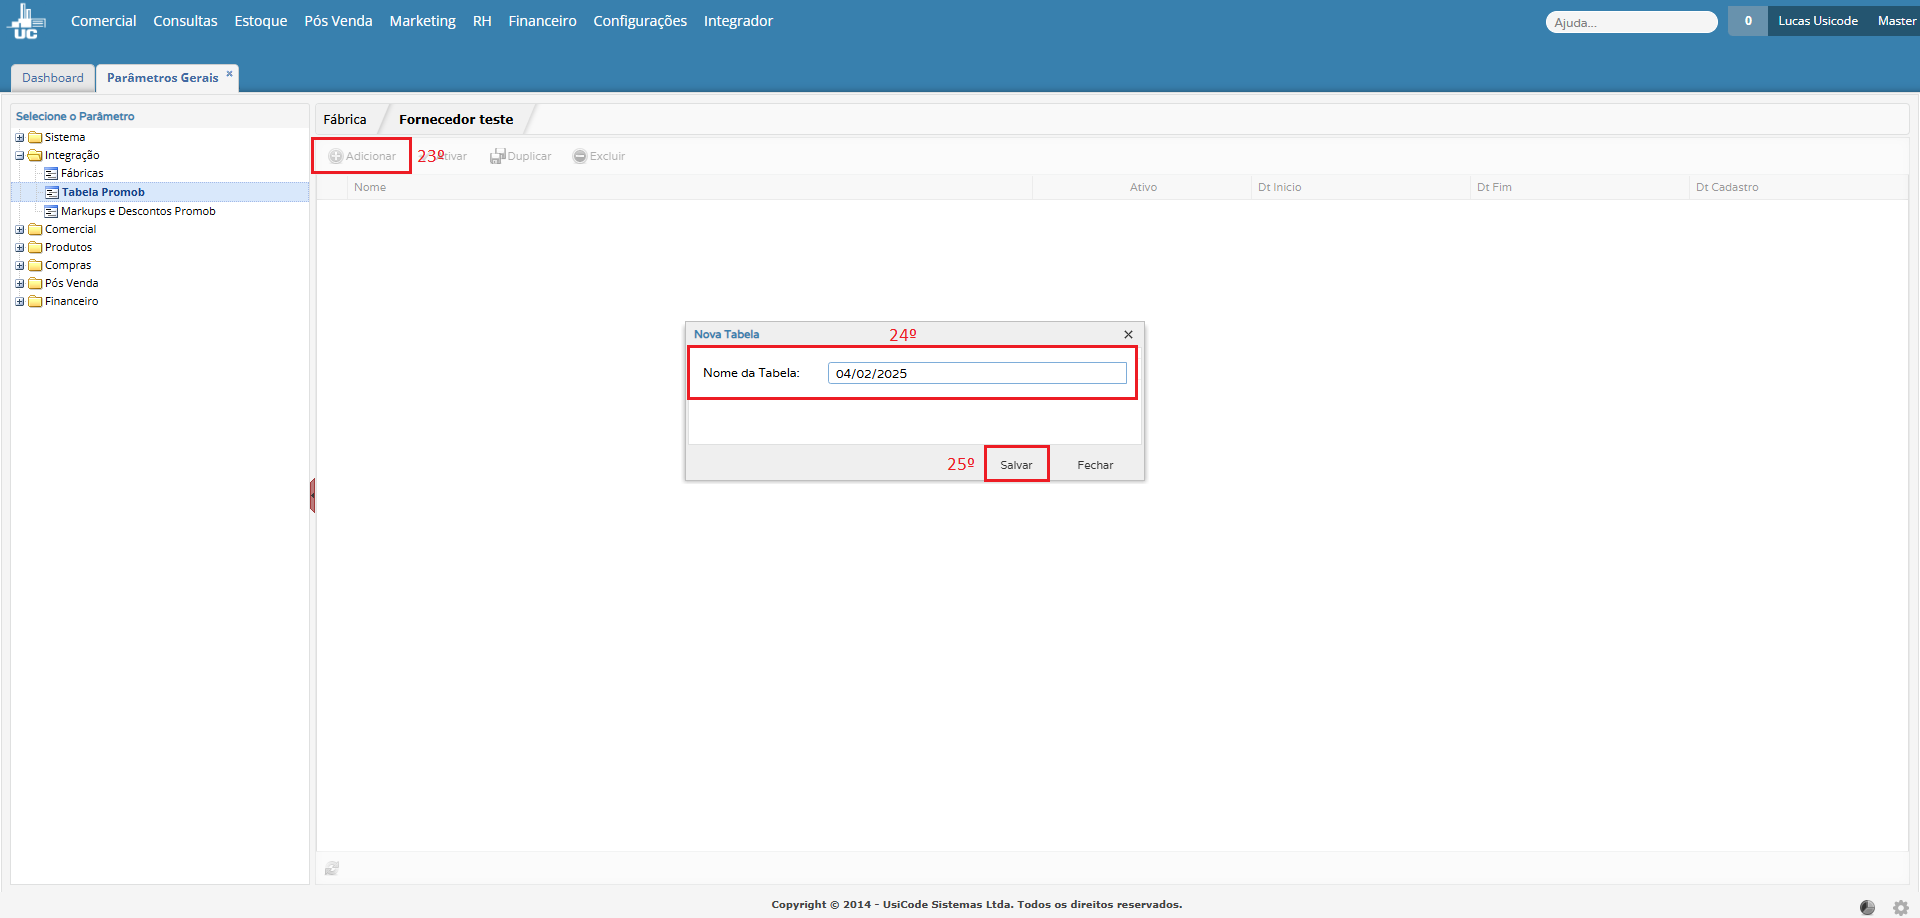 UC
Comercial Consultas Estoque Pós Venda Marketing RH Financeiro Configurações Integrador
Ajuda...
0
Lucas Usicode
Master
Dashboard
Parâmetros Gerais
Selecione o Parâmetro
Sistema
Integração
Fábricas
Tabela Promob
Markups e Descontos Promob
Comercial
Produtos
Compras
Pós Venda
Financeiro
Fábrica
Fornecedor teste
Adicionar
23º
Duplicar
Excluir
Nome
Ativo
Dt Inicio
Dt Fim
Dt Cadastro
Nova Tabela
24º
Nome da Tabela: 04/02/2025
25º
Salvar
Fechar
Copyright © 2014 - UsiCode Sistemas Ltda. Todos os direitos reservados.